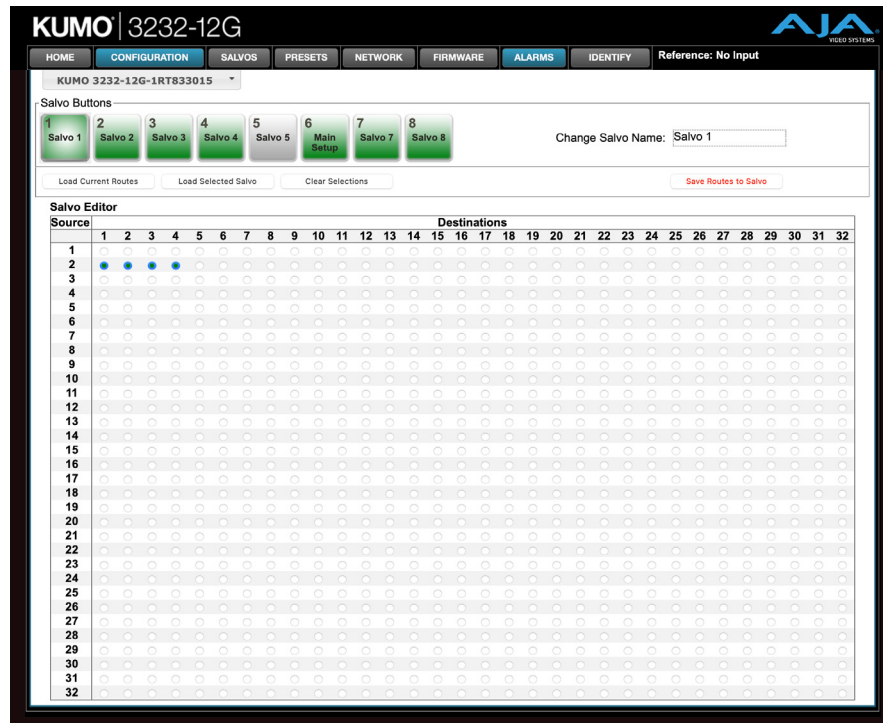 KUMO® 3232-12G
AJA
VIDEO SYSTEMS
HOME CONFIGURATION SALVOS PRESETS NETWORK FIRMWARE ALARMS IDENTIFY Reference: No Input
KUMO 3232-12G-1RT833015
Salvo Buttons
1 2 3 4 5 6 7 8
Salvo 1 Salvo 2 Salvo 3 Salvo 4 Salvo 5 Main Setup Salvo 7 Salvo 8
Change Salvo Name: Salvo 1
Load Current Routes Load Selected Salvo Clear Selections Save Routes to Salvo
Salvo Editor
Source Destinations
1 2 3 4 5 6 7 8 9 10 11 12 13 14 15 16 17 18 19 20 21 22 23 24 25 26 27 28 29 30 31 32
1
2
3
4
5
6
7
8
9
10
11
12
13
14
15
16
17
18
19
20
21
22
23
24
25
26
27
28
29
30
31
32